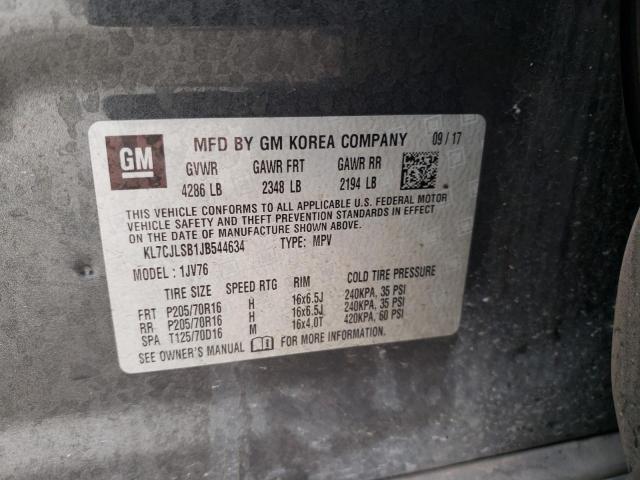 GM
MFD BY GM KOREA COMPANY 09/17
GVWR GAWR FRT GAWR RR
4286 LB 2348 LB 2194 LB
THIS VEHICLE CONFORMS TO ALL APPLICABLE U.S. FEDERAL MOTOR
VEHICLE SAFETY AND THEFT PREVENTION STANDARDS IN EFFECT
ON THE DATE OF MANUFACTURE SHOWN ABOVE.
KL7CJLSB1JB544634 TYPE: MPV
MODEL: 1JV76
TIRE SIZE SPEED RTG RIM COLD TIRE PRESSURE
FRT P205/70R16 H 16x6.5J 240KPA, 35 PSI
RR P205/70R16 H 16x6.5J 240KPA, 35 PSI
SPA T125/70D16 M 16x4.0T 420KPA, 60 PSI
SEE OWNER'S MANUAL FOR MORE INFORMATION.